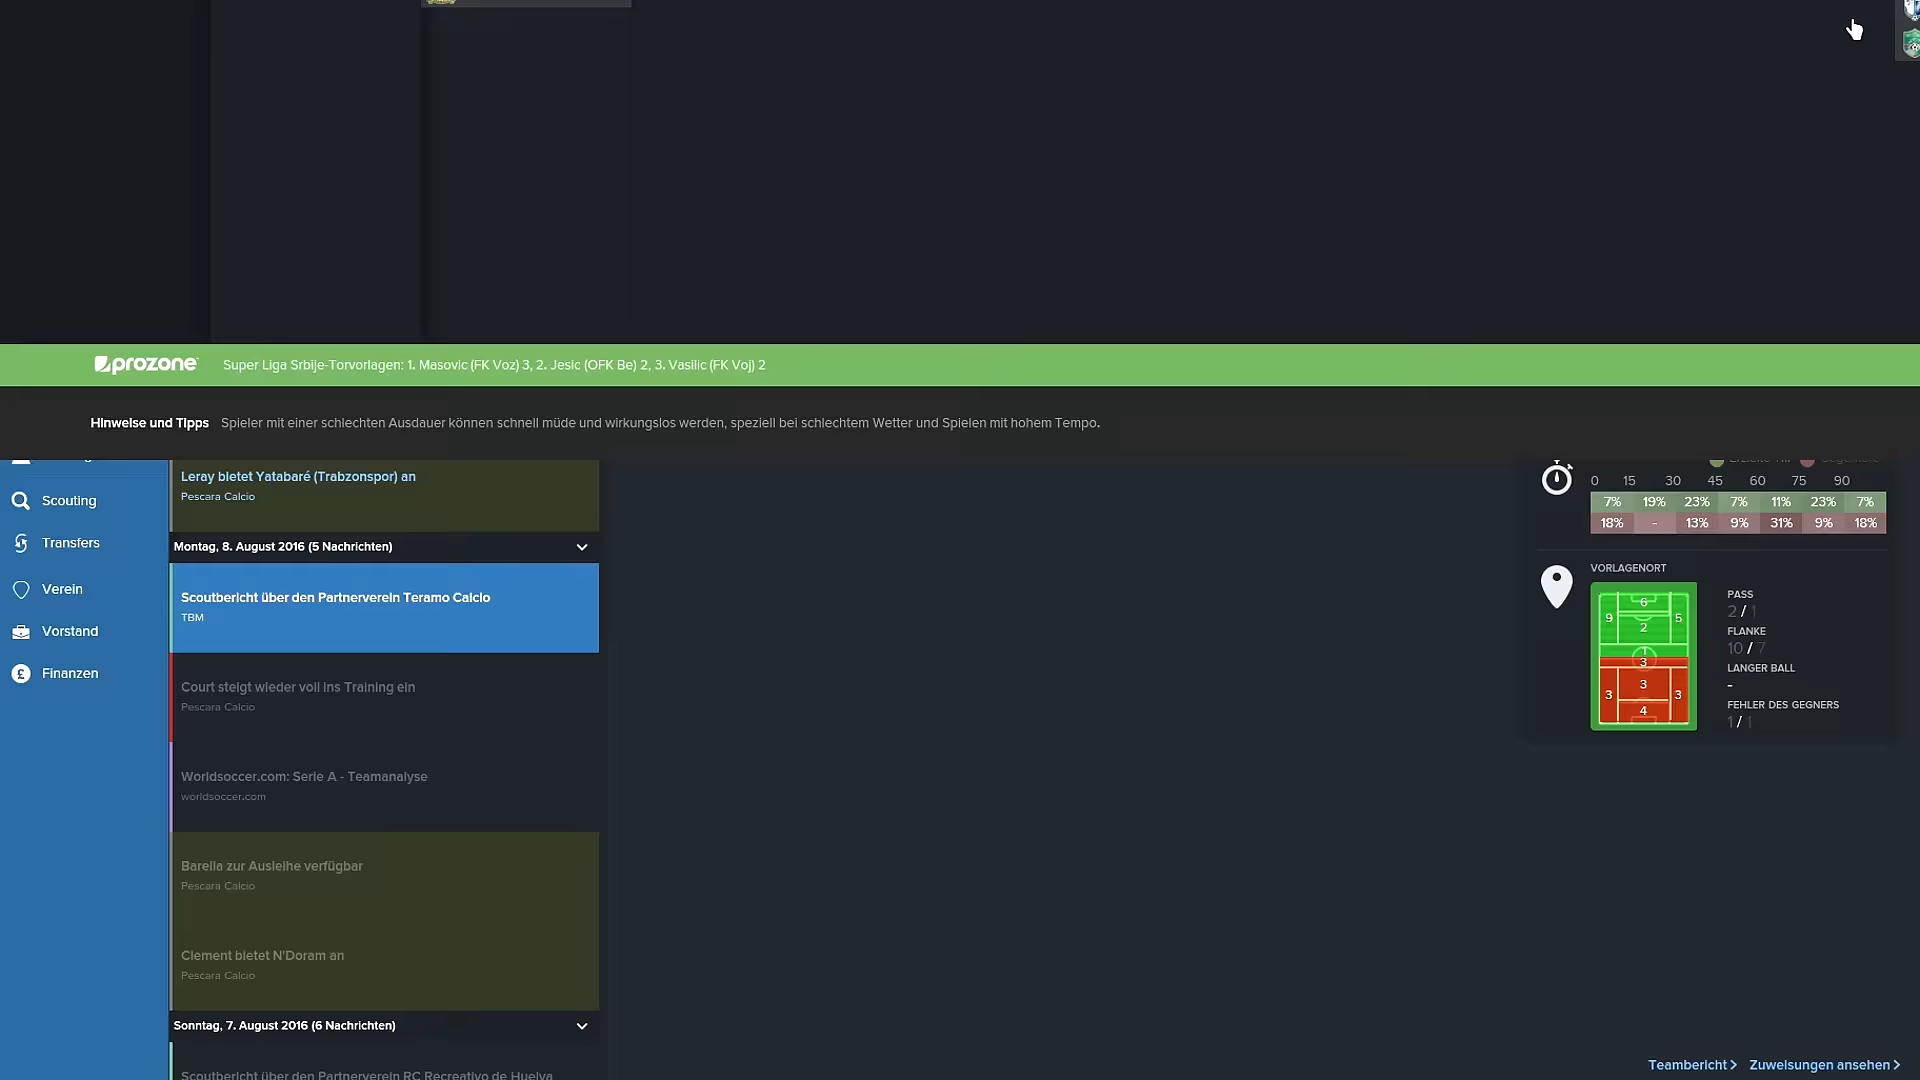 prozone
Super Liga Srbije-Torvorlagen: 1. Masovic (FK Voz) 3, 2. Jesic (OFK Be) 2, 3. Vasilic (FK Voj) 2
Hinweise und Tipps Spieler mit einer schlechten Ausdauer können schnell müde und wirkungslos werden, speziell bei schlechtem Wetter und Spielen mit hohem Tempo.
Scouting
Transfers
Verein
Vorstand
Finanzen
Leray bietet Yatabaré (Trabzonspor) an
Pescara Calcio
Montag, 8. August 2016 (5 Nachrichten)
Scoutbericht über den Partnerverein Teramo Calcio
TBM
Court steigt wieder voll ins Training ein
Pescara Calcio
Worldsoccer.com: Serie A - Teamanalyse
worldsoccer.com
Barella zur Ausleihe verfügbar
Pescara Calcio
Clement bietet N'Doram an
Pescara Calcio
Sonntag, 7. August 2016 (6 Nachrichten)
Scoutbericht über den Partnerverein RC Recreativo de Huelva
0 15 30 45 60 75 90
7% 19% 23% 7% 11% 23% 7%
18% - 13% 9% 31% 9% 18%
VORLAGENORT
6
9 5
2
1
3
3 3 3
4
PASS
2 / 1
FLANKE
10 / 7
LANGER BALL
-
FEHLER DES GEGNERS
1 / 1
Teambericht Zuweisungen ansehen